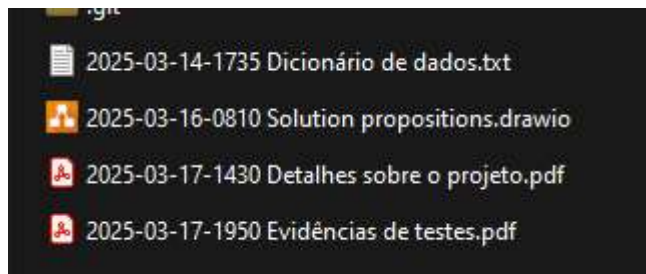 .git
2025-03-14-1735 Dicionário de dados.txt
2025-03-16-0810 Solution propositions.drawio
2025-03-17-1430 Detalhes sobre o projeto.pdf
2025-03-17-1950 Evidências de testes.pdf